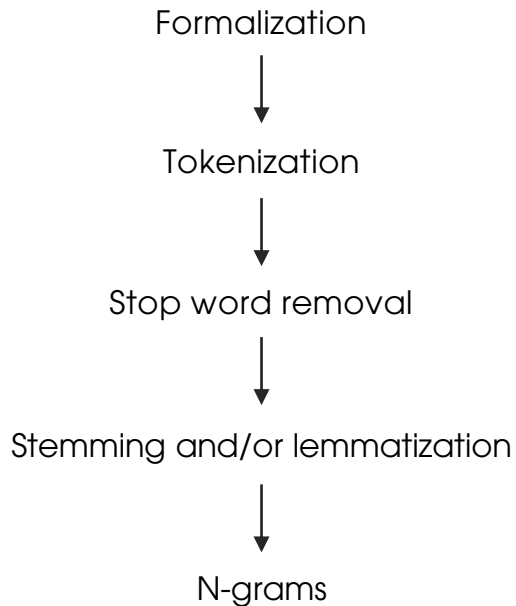 Formalization
Tokenization
Stop word removal
Stemming and/or lemmatization
N-grams